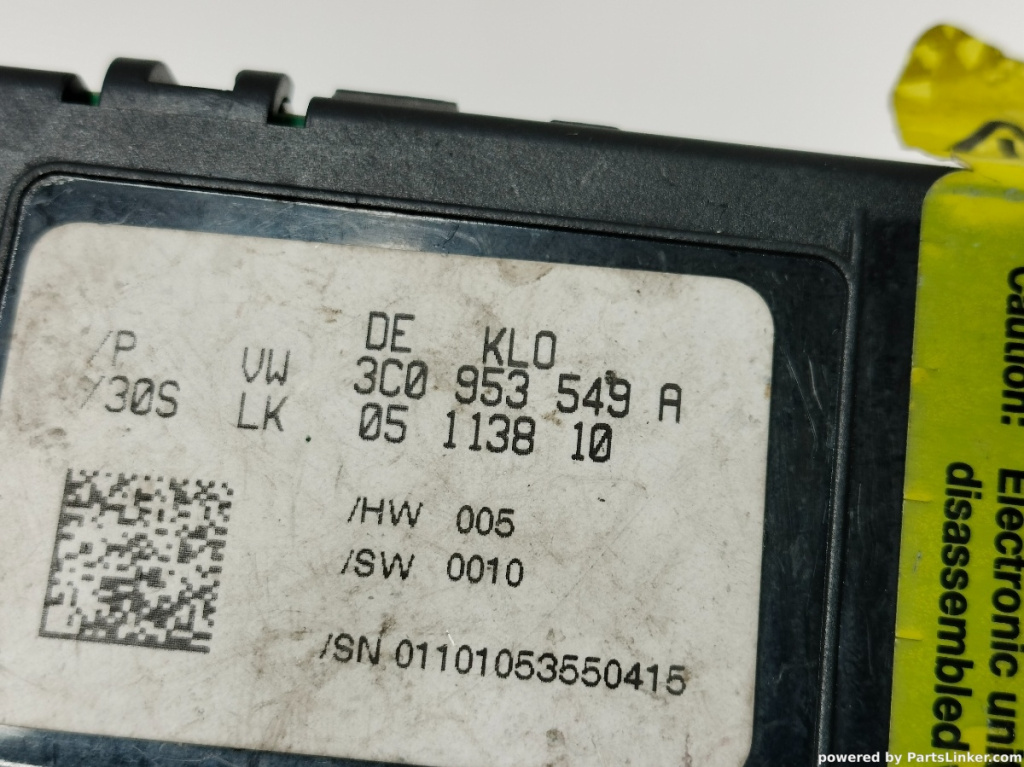 DE KLO
/P VW 3C0 953 549 A
/30S LK. 05 1138 10
/HW 005
/SW 0010
/SN 01101053550415
Caution:
Electronic
disassembled
powered by PartsLinker.com